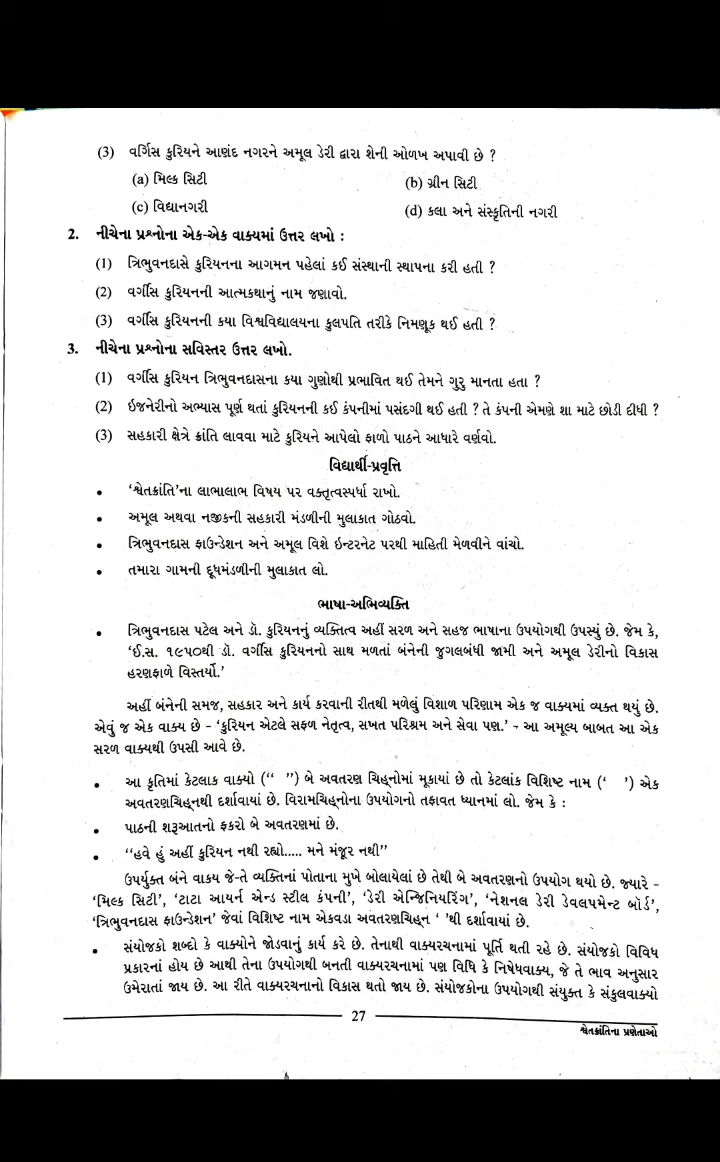 (3) વર્ગિસ કુરિયને આણંદ નગરને અમૂલ ડેરી દ્વારા શેની ઓળખ અપાવી છે ?
(a) મિલ્ક સિટી (b) ગ્રીન સિટી
(c) વિદ્યાનગરી (d) કલા અને સંસ્કૃતિની નગરી
2. નીચેના પ્રશ્નોના એક-એક વાક્યમાં ઉત્તર લખો :
(1) ત્રિભુવનદાસે કુરિયનના આગમન પહેલાં કઈ સંસ્થાની સ્થાપના કરી હતી ?
(2) વર્ગીસ કુરિયનની આત્મકથાનું નામ જણાવો.
(3) વર્ગીસ કુરિયનની કયા વિશ્વવિદ્યાલયના કુલપતિ તરીકે નિમણૂક થઈ હતી ?
3. નીચેના પ્રશ્નોના સવિસ્તર ઉત્તર લખો.
(1) વર્ગીસ કુરિયન ત્રિભુવનદાસના કયા ગુણોથી પ્રભાવિત થઈ તેમને ગુરુ માનતા હતા ?
(2) ઇજનેરીનો અભ્યાસ પૂર્ણ થતાં કુરિયનની કઈ કંપનીમાં પસંદગી થઈ હતી ? તે કંપની એમણે શા માટે છોડી દીધી ?
(3) સહકારી ક્ષેત્રે ક્રાંતિ લાવવા માટે કુરિયને આપેલો ફાળો પાઠને આધારે વર્ણવો.
વિદ્યાર્થી-પ્રવૃત્તિ
• ‘શ્વેતક્રાંતિ’ના લાભાલાભ વિષય પર વક્તૃત્વસ્પર્ધા રાખો.
• અમૂલ અથવા નજીકની સહકારી મંડળીની મુલાકાત ગોઠવો.
• ત્રિભુવનદાસ ફાઉન્ડેશન અને અમૂલ વિશે ઇન્ટરનેટ પરથી માહિતી મેળવીને વાંચો.
• તમારા ગામની દૂધમંડળીની મુલાકાત લો.
ભાષા-અભિવ્યક્તિ
• ત્રિભુવનદાસ પટેલ અને ડૉ. કુરિયનનું વ્યક્તિત્વ અહીં સરળ અને સહજ ભાષાના ઉપયોગથી ઉપસ્યું છે. જેમ કે,
‘ઈ.સ. ૧૯૫૦થી ડૉ. વર્ગીસ કુરિયનનો સાથ મળતાં બંનેની જુગલબંધી જામી અને અમૂલ ડેરીનો વિકાસ
હરણફાળે વિસ્તર્યો.’
અહીં બંનેની સમજ, સહકાર અને કાર્ય કરવાની રીતથી મળેલું વિશાળ પરિણામ એક જ વાક્યમાં વ્યક્ત થયું છે.
એવું જ એક વાક્ય છે - ‘કુરિયન એટલે સફળ નેતૃત્વ, સખત પરિશ્રમ અને સેવા પણ.’ - આ અમૂલ્ય બાબત આ એક
સરળ વાક્યથી ઉપસી આવે છે.
• આ કૃતિમાં કેટલાક વાક્યો (‘‘ ’’) બે અવતરણ ચિહ્નોમાં મૂકાયાં છે તો કેટલાંક વિશિષ્ટ નામ (‘ ’) એક
અવતરણચિહ્નથી દર્શાવાયાં છે. વિરામચિહ્નોના ઉપયોગનો તફાવત ધ્યાનમાં લો. જેમ કે :
• પાઠની શરૂઆતનો ફકરો બે અવતરણમાં છે.
• ‘‘હવે હું અહીં કુરિયન નથી રહ્યો..... મને મંજૂર નથી’’
ઉપર્યુક્ત બંને વાકય જે-તે વ્યક્તિનાં પોતાના મુખે બોલાયેલાં છે તેથી બે અવતરણનો ઉપયોગ થયો છે. જ્યારે -
‘મિલ્ક સિટી’, ‘ટાટા આયર્ન એન્ડ સ્ટીલ કંપની’, ‘ડેરી એન્જિનિયરિંગ’, ‘નેશનલ ડેરી ડેવલપમેન્ટ બૉર્ડ’,
‘ત્રિભુવનદાસ ફાઉન્ડેશન’ જેવાં વિશિષ્ટ નામ એકવડા અવતરણચિહ્ન ‘ ’થી દર્શાવાયાં છે.
• સંયોજકો શબ્દો કે વાક્યોને જોડવાનું કાર્ય કરે છે. તેનાથી વાક્યરચનામાં પૂર્તિ થતી રહે છે. સંયોજકો વિવિધ
પ્રકારનાં હોય છે આથી તેના ઉપયોગથી બનતી વાક્યરચનામાં પણ વિધિ કે નિષેધવાક્ય, જે તે ભાવ અનુસાર
ઉમેરાતાં જાય છે. આ રીતે વાક્યરચનાનો વિકાસ થતો જાય છે. સંયોજકોના ઉપયોગથી સંયુક્ત કે સંકુલવાક્યો
27
શ્વેતક્રાંતિના પ્રણેતાઓ